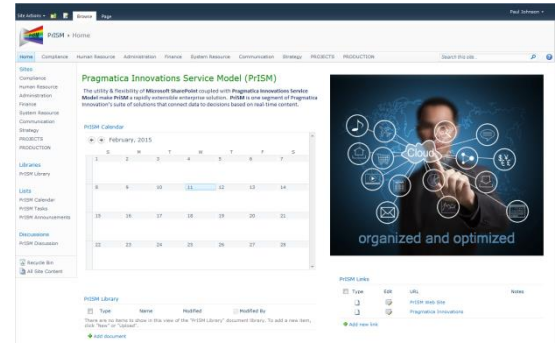 Site Actions
Browse
Page
Paul Johnson
PrISM
Home
Home
Compliance
Human Resource
Administration
Finance
System Resource
Communication
Strategy
PROJECTS
PRODUCTION
Search this site...
Sites
Compliance
Human Resource
Administration
Finance
System Resource
Communication
Strategy
PROJECTS
PRODUCTION
Libraries
PrISM Library
Lists
PrISM Calendar
PrISM Tasks
PrISM Announcements
Discussions
PrISM Discussion
Recycle Bin
All Site Content
Pragmatica Innovations Service Model (PrISM)
The utility & flexibility of Microsoft SharePoint coupled with Pragmatica Innovations Service
Model make PrISM a rapidly extensible enterprise solution. PrISM is one segment of Pragmatica
Innovation's suite of solutions that connect data to decisions based on real-time content.
PrISM Calendar
February, 2015
S M T W T F S
1 2 3 4 5 6 7
8 9 10 11 12 13 14
15 16 17 18 19 20 21
22 23 24 25 26 27 28
Cloud
organized and optimized
PrISM Library
Type Name Modified Modified By
There are no items to show in this view of the "PrISM Library" document library. To add a new item,
click "New" or "Upload".
Add document
PrISM Links
Type Edit URL Notes
PrISM Web Site
Pragmatica Innovations
Add new link